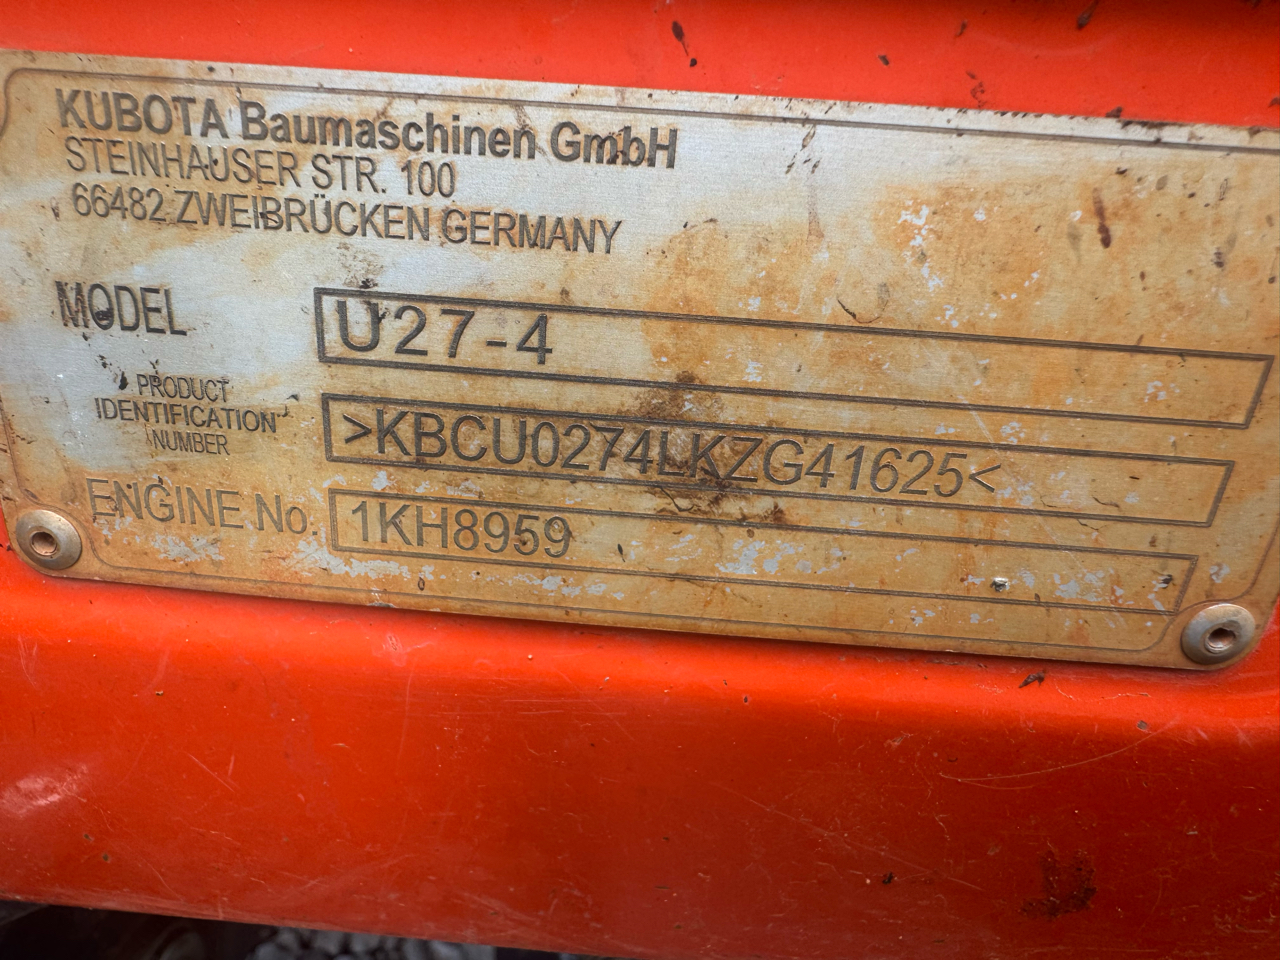 KUBOTA Baumaschinen GmbH
STEINHAUSER STR. 100
66482 ZWEIBRÜCKEN GERMANY
MODEL U27-4
PRODUCT
IDENTIFICATION
NUMBER
>KBCU0274LKZG41625<
ENGINE No. 1KH8959